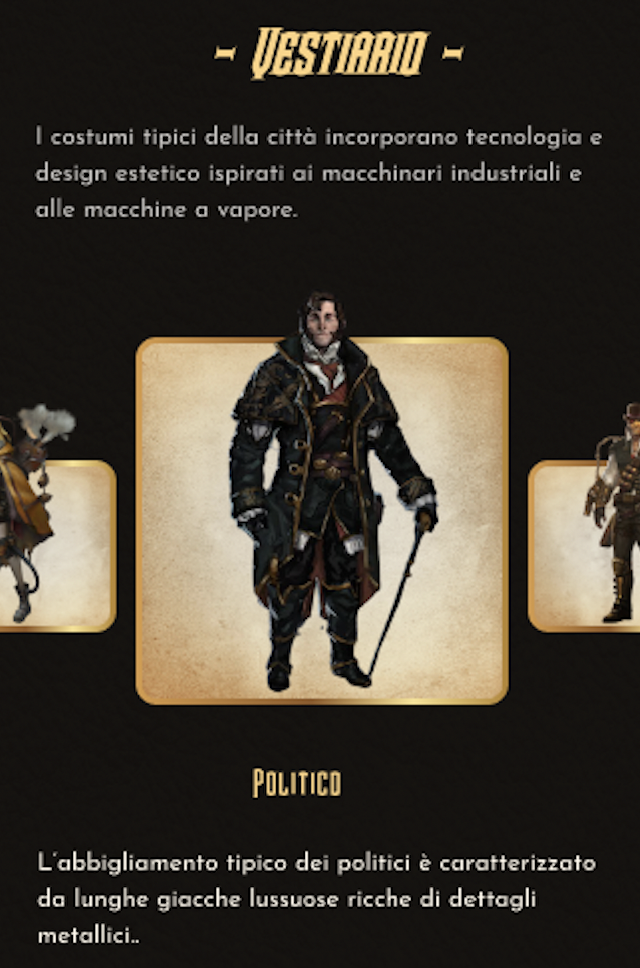 - Vestiario -
I costumi tipici della città incorporano tecnologia e
design estetico ispirati ai macchinari industriali e
alle macchine a vapore.
Politico
L'abbigliamento tipico dei politici è caratterizzato
da lunghe giacche lussuose ricche di dettagli
metallici..